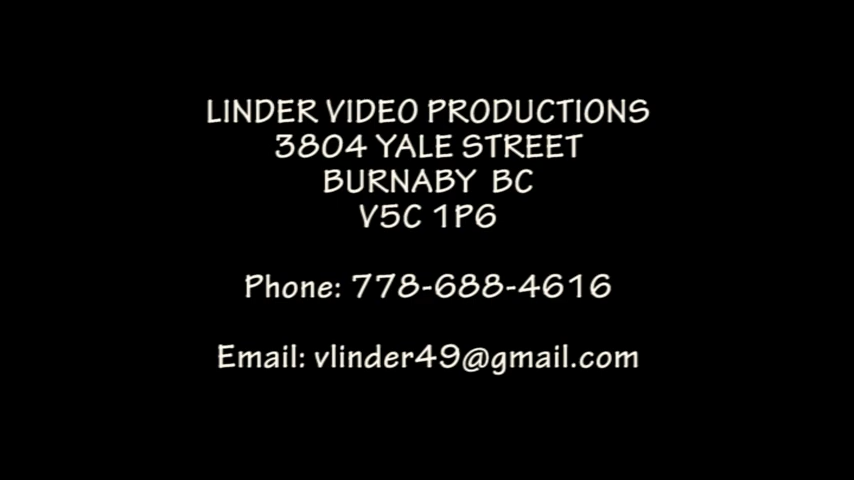 LINDER VIDEO PRODUCTIONS
3804 YALE STREET
BURNABY BC
V5C 1P6
Phone: 778-688-4616
Email: vlinder49@gmail.com